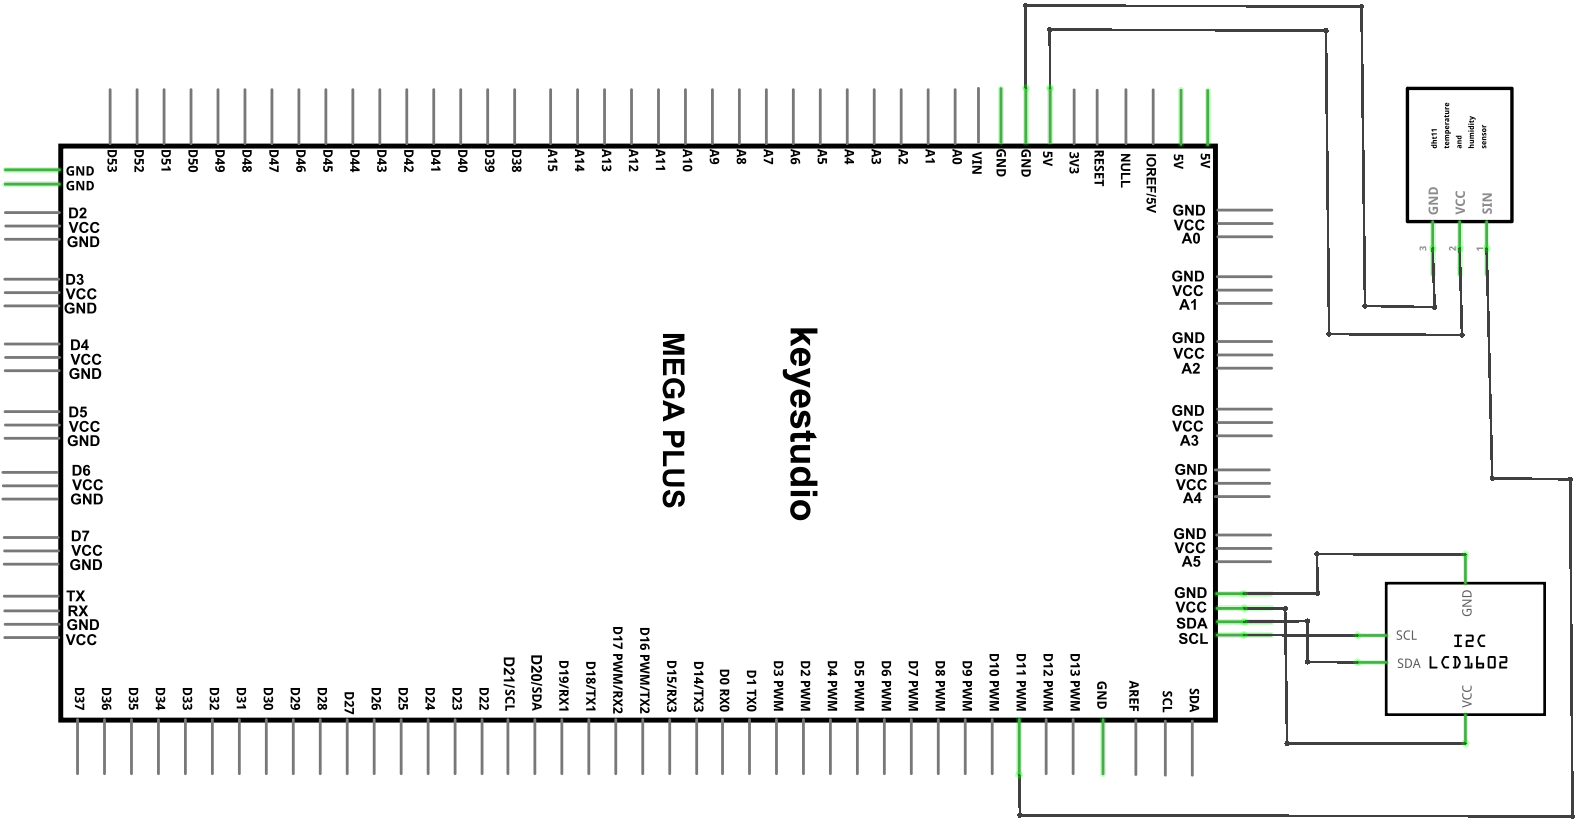 D53
D52
D51
D50
D49
D48
D47
D46
D45
D44
D43
D42
D41
D40
D39
D38
A15
A14
A13
A12
A11
A10
A9
A8
A7
A6
A5
A4
A3
A2
A1
A0
VIN
GND
GND
5V
3V3
RESET
NULL
IOREF/5V
5V
5V
GND
GND
D2
VCC
GND
D3
VCC
GND
D4
VCC
GND
D5
VCC
GND
D6
VCC
GND
D7
VCC
GND
TX
RX
GND
VCC
keyestudio
MEGA PLUS
GND
VCC
A0
GND
VCC
A1
GND
VCC
A2
GND
VCC
A3
GND
VCC
A4
GND
VCC
A5
GND
VCC
SDA
SCL
D37
D36
D35
D34
D33
D32
D31
D30
D29
D28
D27
D26
D25
D24
D23
D22
D21/SCL
D20/SDA
D19/RX1
D18/TX1
D17 PWM/RX2
D16 PWM/TX2
D15/RX3
D14/TX3
D0 RX0
D1 TX0
D3 PWM
D2 PWM
D4 PWM
D5 PWM
D6 PWM
D7 PWM
D8 PWM
D9 PWM
D10 PWM
D11 PWM
D12 PWM
D13 PWM
GND
AREF
SCL
SDA
dht11
temperature
and
humidity
sensor
GND
VCC
SIN
3
2
1
GND
SCL
I2C
SDA
LCD1602
VCC